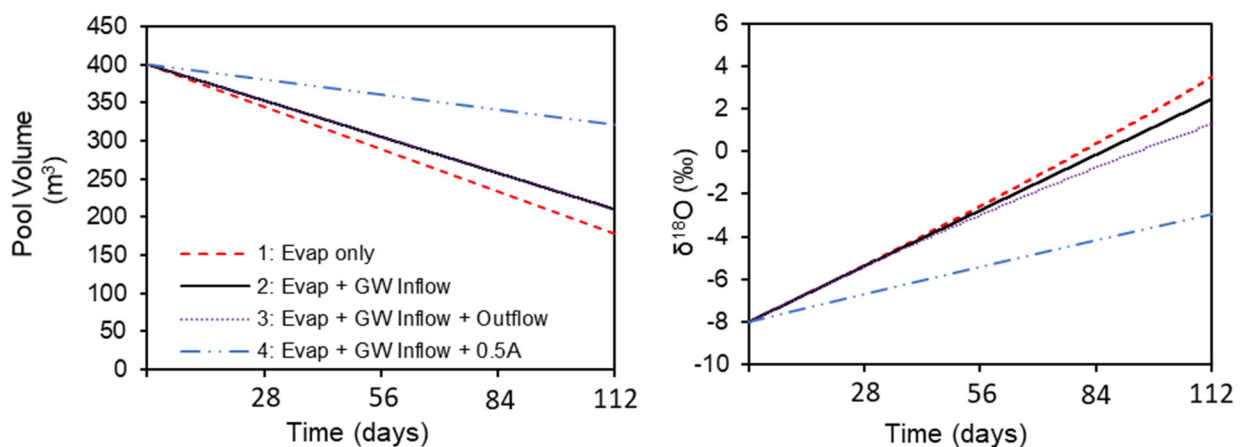 450
400
350
300
250
200
150
100
50
0
Pool Volume
(m³)
1: Evap only
2: Evap + GW Inflow
3: Evap + GW Inflow + Outflow
4: Evap + GW Inflow + 0.5A
28 56 84 112
Time (days)
6
4
2
0
-2
-4
-6
-8
-10
δ¹⁸O (‰)
28 56 84 112
Time (days)